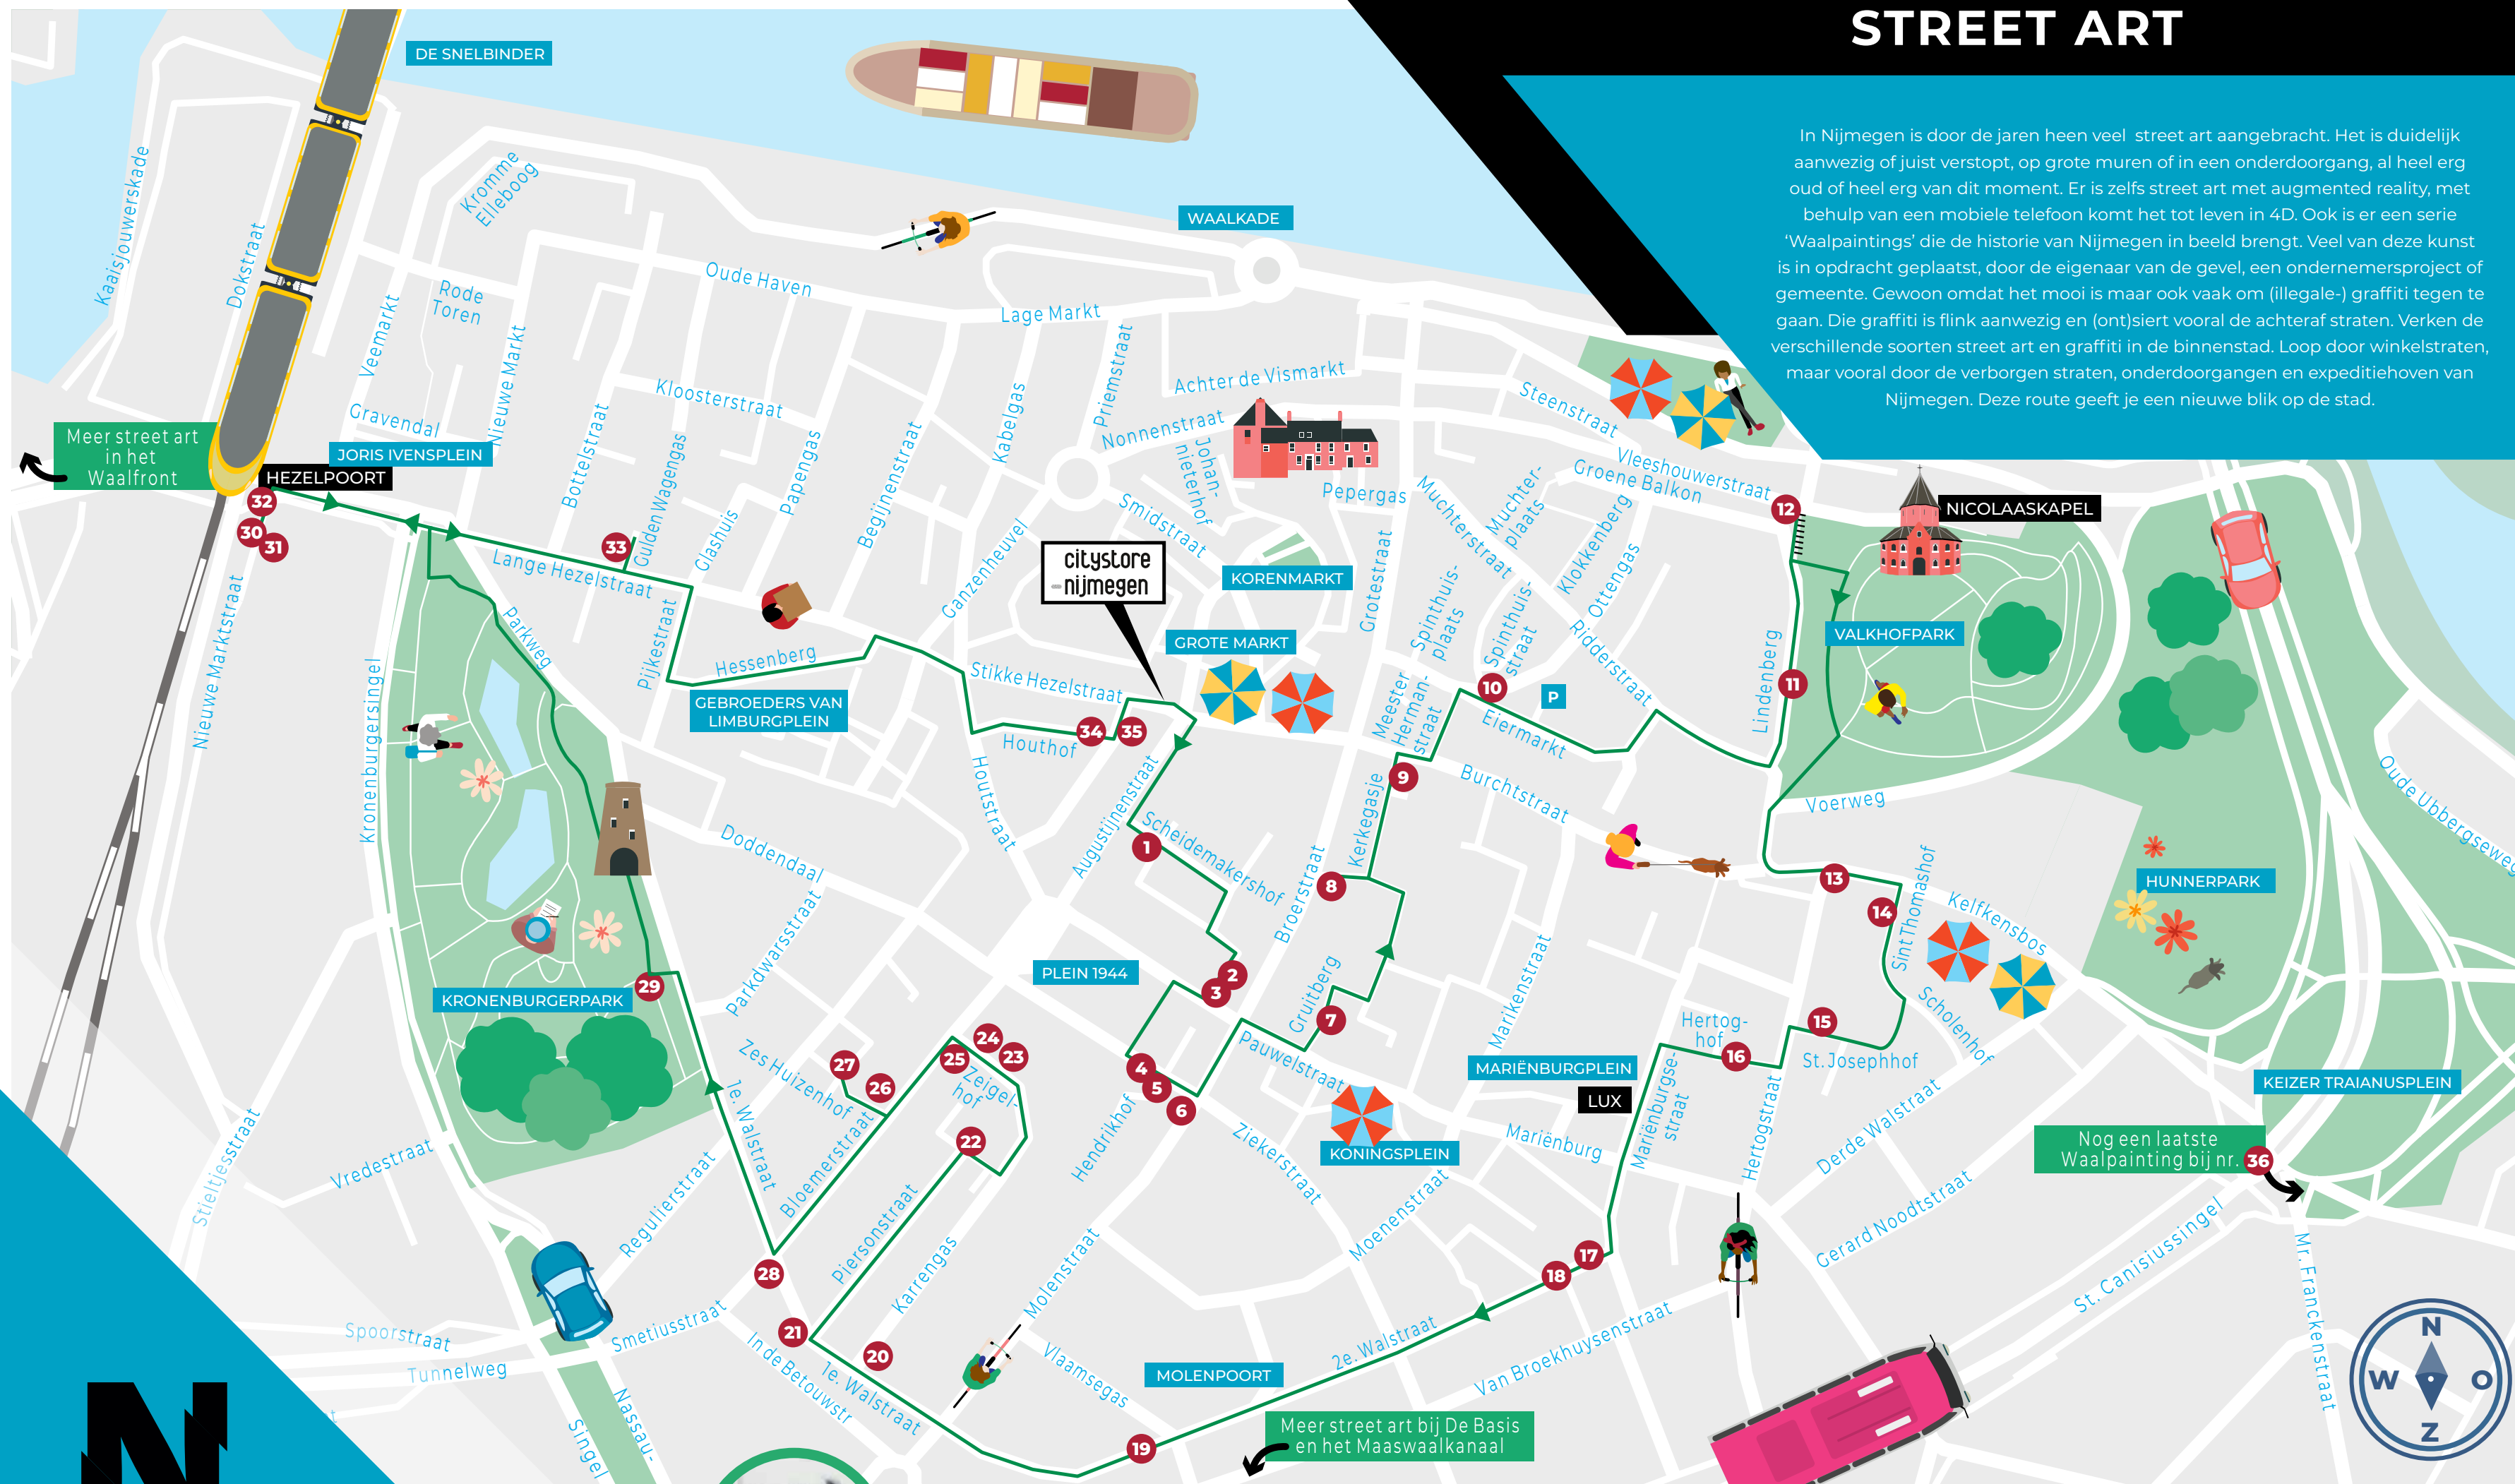 STREET ART
In Nijmegen is door de jaren heen veel street art aangebracht. Het is duidelijk
aanwezig of juist verstopt, op grote muren of in een onderdoorgang, al heel erg
oud of heel erg van dit moment. Er is zelfs street art met augmented reality, met
behulp van een mobiele telefoon komt het tot leven in 4D. Ook is er een serie
‘Waalpaintings’ die de historie van Nijmegen in beeld brengt. Veel van deze kunst
is in opdracht geplaatst, door de eigenaar van de gevel, een ondernemersproject of
gemeente. Gewoon omdat het mooi is maar ook vaak om (illegale-) graffiti tegen te
gaan. Die graffiti is flink aanwezig en (ont)siert vooral de achteraf straten. Verken de
verschillende soorten street art en graffiti in de binnenstad. Loop door winkelstraten,
maar vooral door de verborgen straten, onderdoorgangen en expeditiehoven van
Nijmegen. Deze route geeft je een nieuwe blik op de stad.
DE SNELBINDER
WAALKADE
Kaaisjouwerskade
Dokstraat
Kromme
Elleboog
Oude Haven
Rode
Toren
Veemarkt
Nieuwe Markt
Lage Markt
Priemstraat
Achter de Vismarkt
Steenstraat
Kloosterstraat
Gravendal
Kabelgas
Nonnenstraat
Johan-
nieterhof
Meer street art
in het
Waalfront
JORIS IVENSPLEIN
HEZELPOORT
Bottelstraat
Gulden Wagengas
Papengas
Begijnenstraat
Glashuis
Smidstraat
Pepergas
Muchterstraat
Muchter-
plaats
Groene Balkon
Vleeshouwerstraat
12
NICOLAASKAPEL
32
30
31
33
Lange Hezelstraat
Ganzenheuvel
citystore
nijmegen
KORENMARKT
Grotestraat
Spinthuis-
plaats
Spinthuis-
straat
Klokkenberg
Ottengas
Ridderstraat
VALKHOFPARK
Lindenberg
11
Nieuwe Marktstraat
Kronenburgersingel
Parkweg
Pijkestraat
Hessenberg
GEBROEDERS VAN
LIMBURGPLEIN
Stikke Hezelstraat
GROTE MARKT
34
35
Houthof
Meester
Herman-
straat
10
P
Eiermarkt
9
Burchtstraat
Voerweg
Oude Ubbergseweg
Houtstraat
Augustijnenstraat
1
Scheidemakershof
Kerkegasje
8
Broerstraat
Doddendaal
13
14
Sint Thomashof
Kelfkensbos
HUNNERPARK
Parkdwarsstraat
PLEIN 1944
2
3
Gruitberg
7
Marikenstraat
29
KRONENBURGERPARK
Scholenhof
15
St. Josephhof
Hertog-
hof
16
24
23
25
Zeigel-
hof
27
26
Zes Huizenhof
4
5
6
Pauwelstraat
MARIËNBURGPLEIN
LUX
KEIZER TRAIANUSPLEIN
Nog een laatste
Waalpainting bij nr.
36
1e. Walstraat
Bloemerstraat
22
Hendrikhof
Ziekerstraat
KONINGSPLEIN
Mariënburg
Mariënburgse-
straat
Hertogstraat
Derde Walstraat
Vredestraat
Stieltjesstraat
Regulierstraat
Piersonstraat
Karrengas
Molenstraat
Moenenstraat
17
18
Gerard Noodtstraat
St. Canisiussingel
Mr. Franckenstraat
28
21
20
Spoorstraat
Tunnelweg
Smetiusstraat
In de Betouwstr
1e. Walstraat
Vlaamsegas
MOLENPOORT
2e. Walstraat
Van Broekhuysenstraat
19
Meer street art bij De Basis
en het Maaswaalkanaal
Nassau-
Singel
N
N
W
O
Z